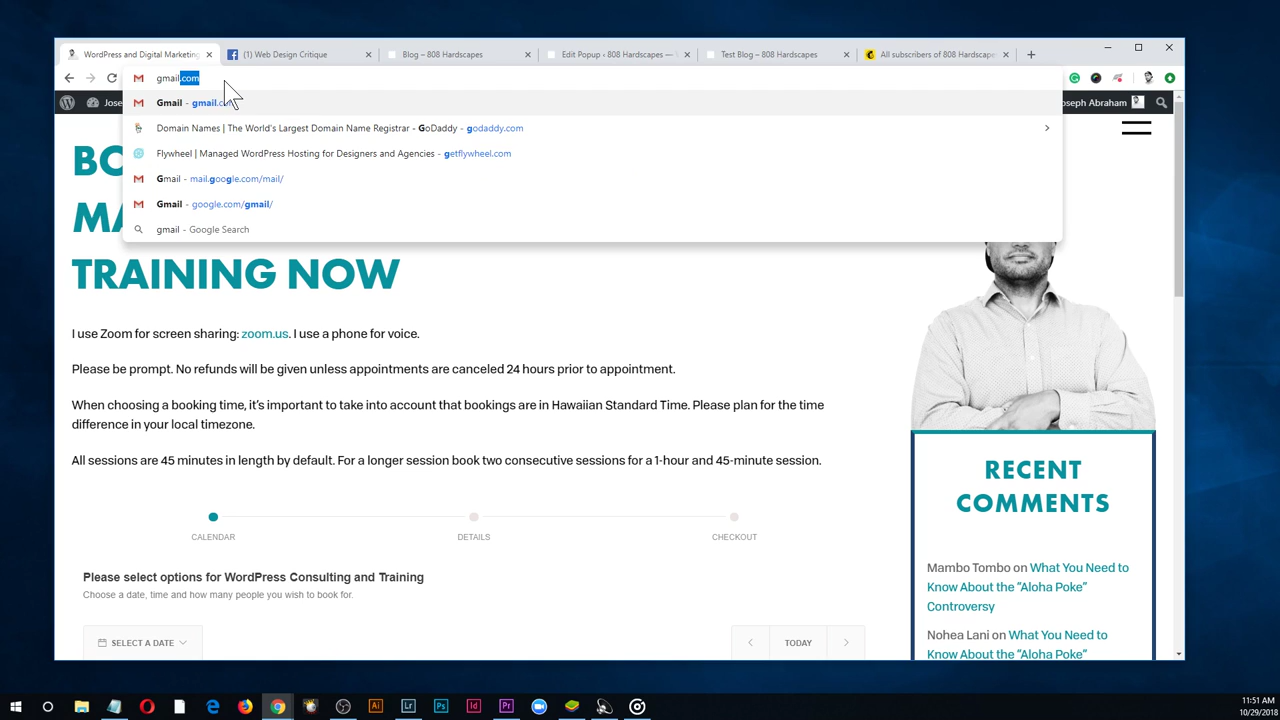 WordPress and Digital Marketing
(1) Web Design Critique
Blog – 808 Hardscapes
Edit Popup ‹ 808 Hardscapes —
Test Blog – 808 Hardscapes
All subscribers of 808 Hardscapes
gmail.com
Gmail - gmail.com
Domain Names | The World's Largest Domain Name Registrar - GoDaddy - godaddy.com
Flywheel | Managed WordPress Hosting for Designers and Agencies - getflywheel.com
Gmail - mail.google.com/mail/
Gmail - google.com/gmail/
gmail - Google Search
Jose
oseph Abraham
BO
MA
TRAINING NOW
I use Zoom for screen sharing: zoom.us. I use a phone for voice.
Please be prompt. No refunds will be given unless appointments are canceled 24 hours prior to appointment.
When choosing a booking time, it's important to take into account that bookings are in Hawaiian Standard Time. Please plan for the time
difference in your local timezone.
All sessions are 45 minutes in length by default. For a longer session book two consecutive sessions for a 1-hour and 45-minute session.
CALENDAR
DETAILS
CHECKOUT
Please select options for WordPress Consulting and Training
Choose a date, time and how many people you wish to book for.
SELECT A DATE
TODAY
RECENT
COMMENTS
Mambo Tombo on What You Need to
Know About the "Aloha Poke"
Controversy
Nohea Lani on What You Need to
Know About the "Aloha Poke"
Ai
Lr
Ps
Id
Pr
11:51 AM
10/29/2018